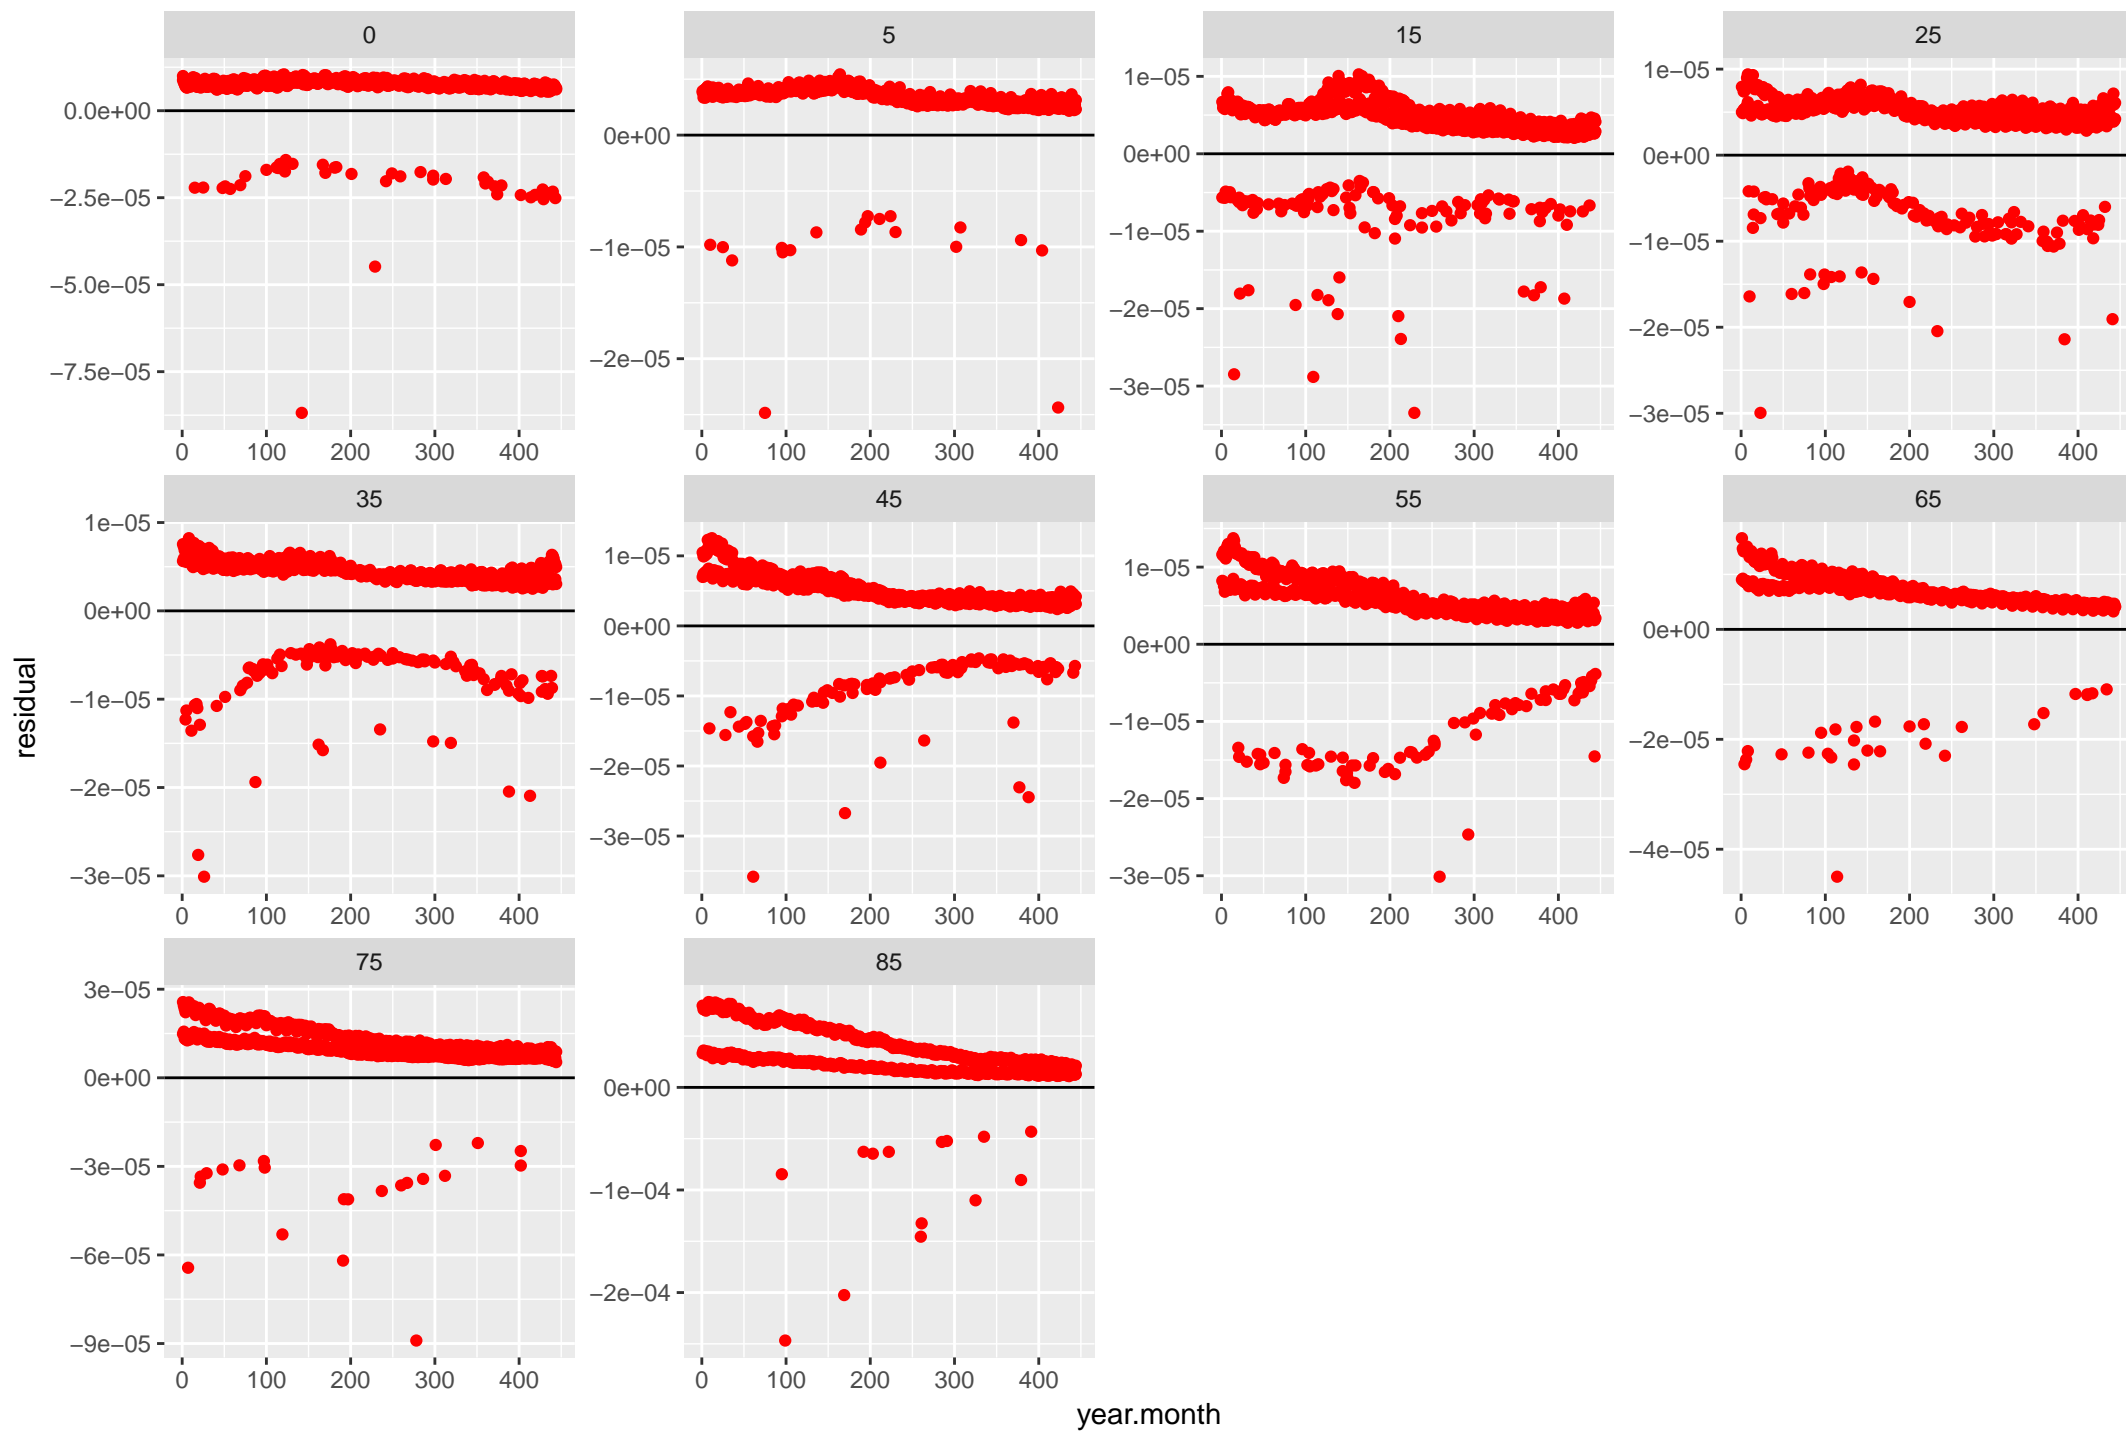 0 5 15 25
0.0e+00
−2.5e−05
−5.0e−05
−7.5e−05
0e+00
−1e−05
−2e−05
1e−05
0e+00
−1e−05
−2e−05
−3e−05
1e−05
0e+00
−1e−05
−2e−05
−3e−05
0 100 200 300 400 0 100 200 300 400 0 100 200 300 400 0 100 200 300 400
35 45 55 65
1e−05
0e+00
−1e−05
−2e−05
−3e−05
1e−05
0e+00
−1e−05
−2e−05
−3e−05
1e−05
0e+00
−1e−05
−2e−05
−3e−05
0e+00
−2e−05
−4e−05
0 100 200 300 400 0 100 200 300 400 0 100 200 300 400 0 100 200 300 400
75 85
3e−05
0e+00
−3e−05
−6e−05
−9e−05
0e+00
−1e−04
−2e−04
0 100 200 300 400 0 100 200 300 400
residual
year.month